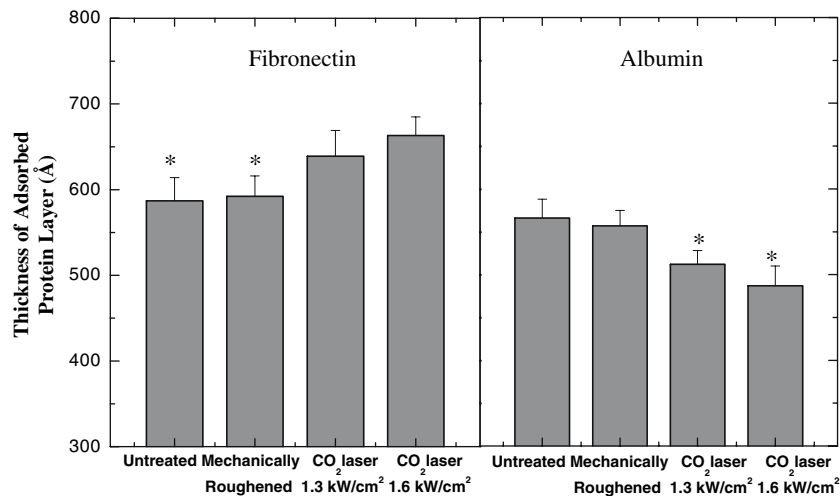 Thickness of Adsorbed
Protein Layer (Å)
800
700
600
500
400
300
Fibronectin
*
*
Untreated Mechanically CO₂ laser CO₂ laser
Roughened 1.3 kW/cm² 1.6 kW/cm²
Albumin
*
*
Untreated Mechanically CO₂ laser CO₂ laser
Roughened 1.3 kW/cm² 1.6 kW/cm²